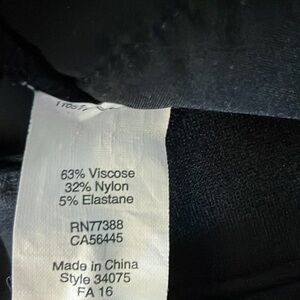 63% Viscose
32% Nylon
5% Elastane
RN77388
CA56445
Made in China
Style 34075
FA 16